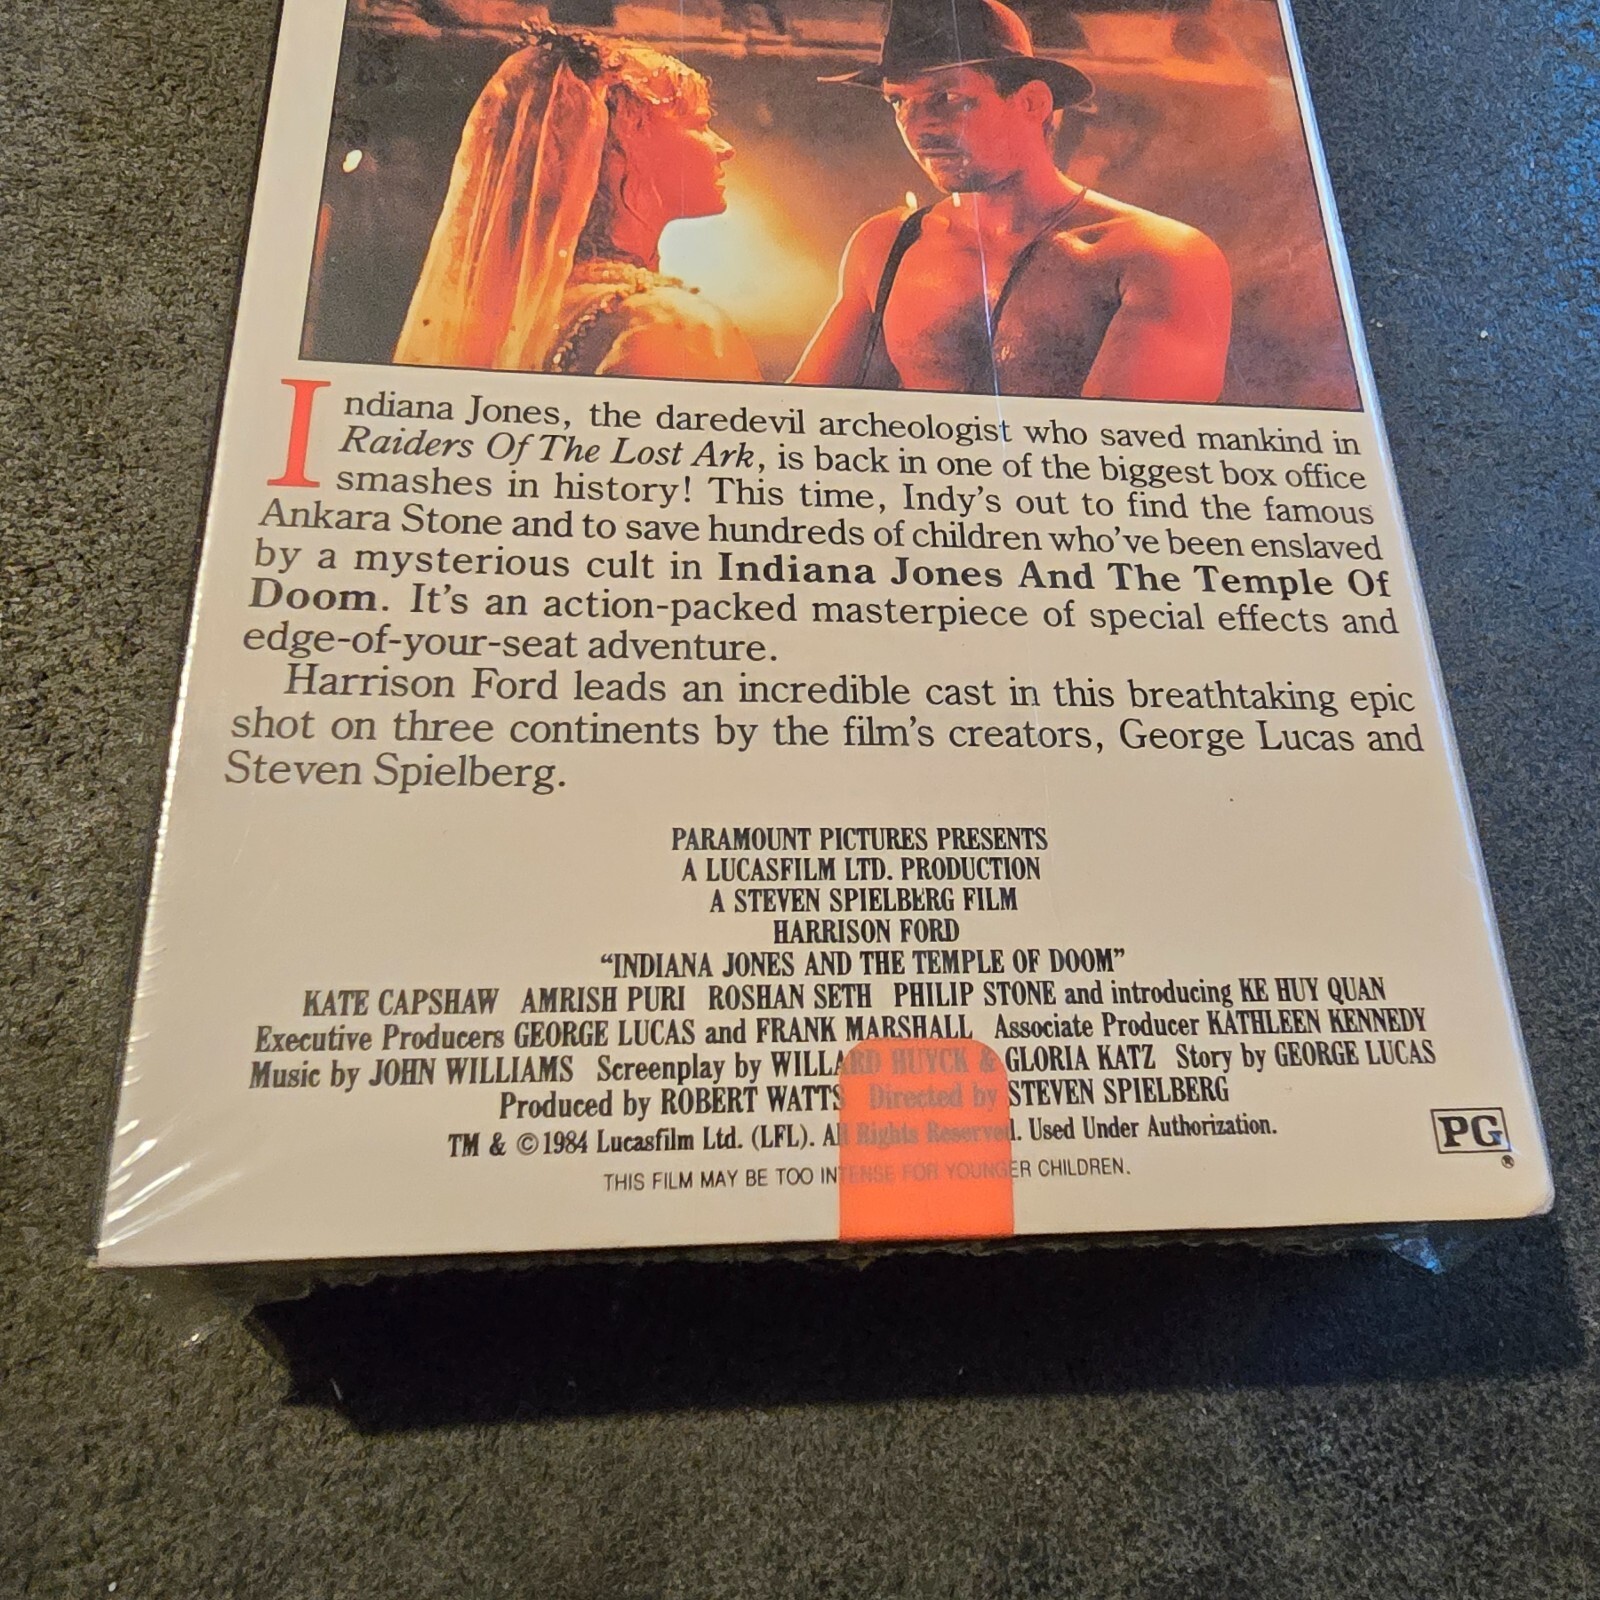 Indiana Jones, the daredevil archeologist who saved mankind in
Raiders Of The Lost Ark, is back in one of the biggest box office
smashes in history! This time, Indy's out to find the famous
Ankara Stone and to save hundreds of children who've been enslaved
by a mysterious cult in Indiana Jones And The Temple Of
Doom. It's an action-packed masterpiece of special effects and
edge-of-your-seat adventure.
Harrison Ford leads an incredible cast in this breathtaking epic
shot on three continents by the film's creators, George Lucas and
Steven Spielberg.
PARAMOUNT PICTURES PRESENTS
A LUCASFILM LTD. PRODUCTION
A STEVEN SPIELBERG FILM
HARRISON FORD
“INDIANA JONES AND THE TEMPLE OF DOOM”
KATE CAPSHAW AMRISH PURI ROSHAN SETH PHILIP STONE and introducing KE HUY QUAN
Executive Producers GEORGE LUCAS and FRANK MARSHALL Associate Producer KATHLEEN KENNEDY
Music by JOHN WILLIAMS Screenplay by WILLARD HUYCK & GLORIA KATZ Story by GEORGE LUCAS
Produced by ROBERT WATTS Directed by STEVEN SPIELBERG
TM & ©1984 Lucasfilm Ltd. (LFL). All Rights Reserved. Used Under Authorization.
THIS FILM MAY BE TOO INTENSE FOR YOUNGER CHILDREN.
PG ®